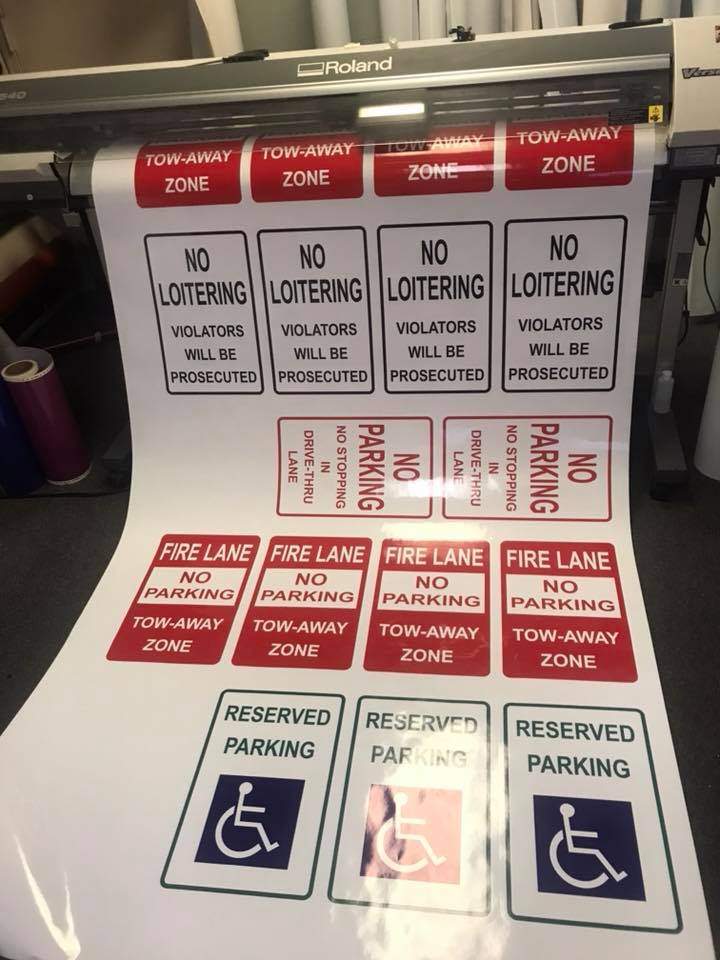 Roland
540
Versa
TOW-AWAY
ZONE
TOW-AWAY
ZONE
TOW-AWAY
ZONE
TOW-AWAY
ZONE
NO
LOITERING
VIOLATORS
WILL BE
PROSECUTED
NO
LOITERING
VIOLATORS
WILL BE
PROSECUTED
NO
LOITERING
VIOLATORS
WILL BE
PROSECUTED
NO
LOITERING
VIOLATORS
WILL BE
PROSECUTED
NO
PARKING
NO STOPPING
IN
DRIVE-THRU
LANE
NO
PARKING
NO STOPPING
IN
DRIVE-THRU
LANE
FIRE LANE
NO
PARKING
TOW-AWAY
ZONE
FIRE LANE
NO
PARKING
TOW-AWAY
ZONE
FIRE LANE
NO
PARKING
TOW-AWAY
ZONE
FIRE LANE
NO
PARKING
TOW-AWAY
ZONE
RESERVED
PARKING
RESERVED
PARKING
RESERVED
PARKING